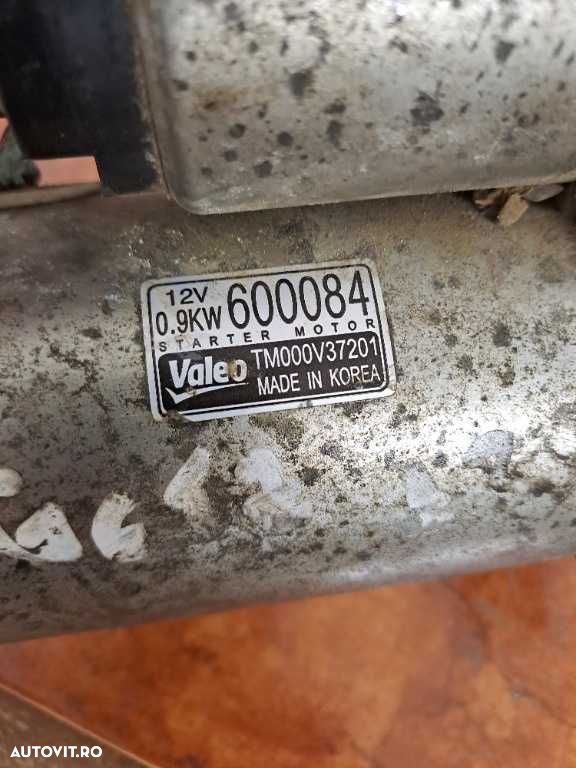 12V
0.9KW 600084
STARTER MOTOR
Valeo TM000V37201
MADE IN KOREA
AUTOVIT.RO